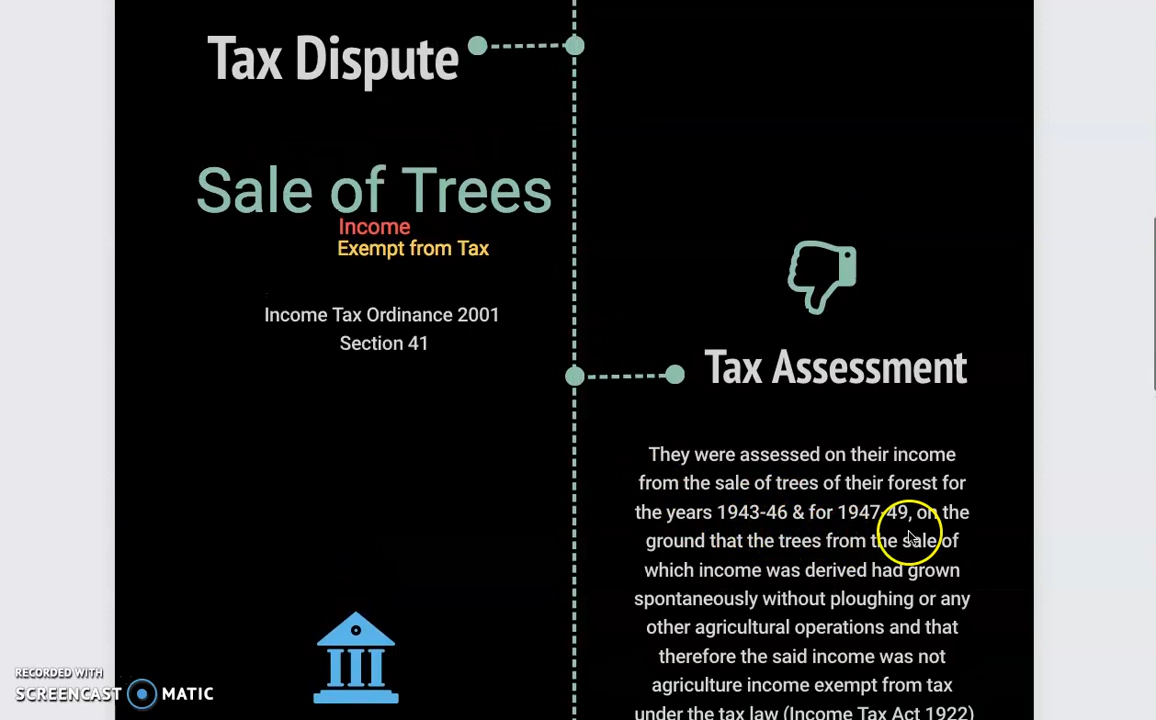 Tax Dispute
Sale of Trees
Income
Exempt from Tax
Income Tax Ordinance 2001
Section 41
Tax Assessment
They were assessed on their income
from the sale of trees of their forest for
the years 1943-46 & for 1947-49, on the
ground that the trees from the sale of
which income was derived had grown
spontaneously without ploughing or any
other agricultural operations and that
therefore the said income was not
agriculture income exempt from tax
under the tax law (Income Tax Act 1922)
RECORDED WITH
SCREENCAST MATIC